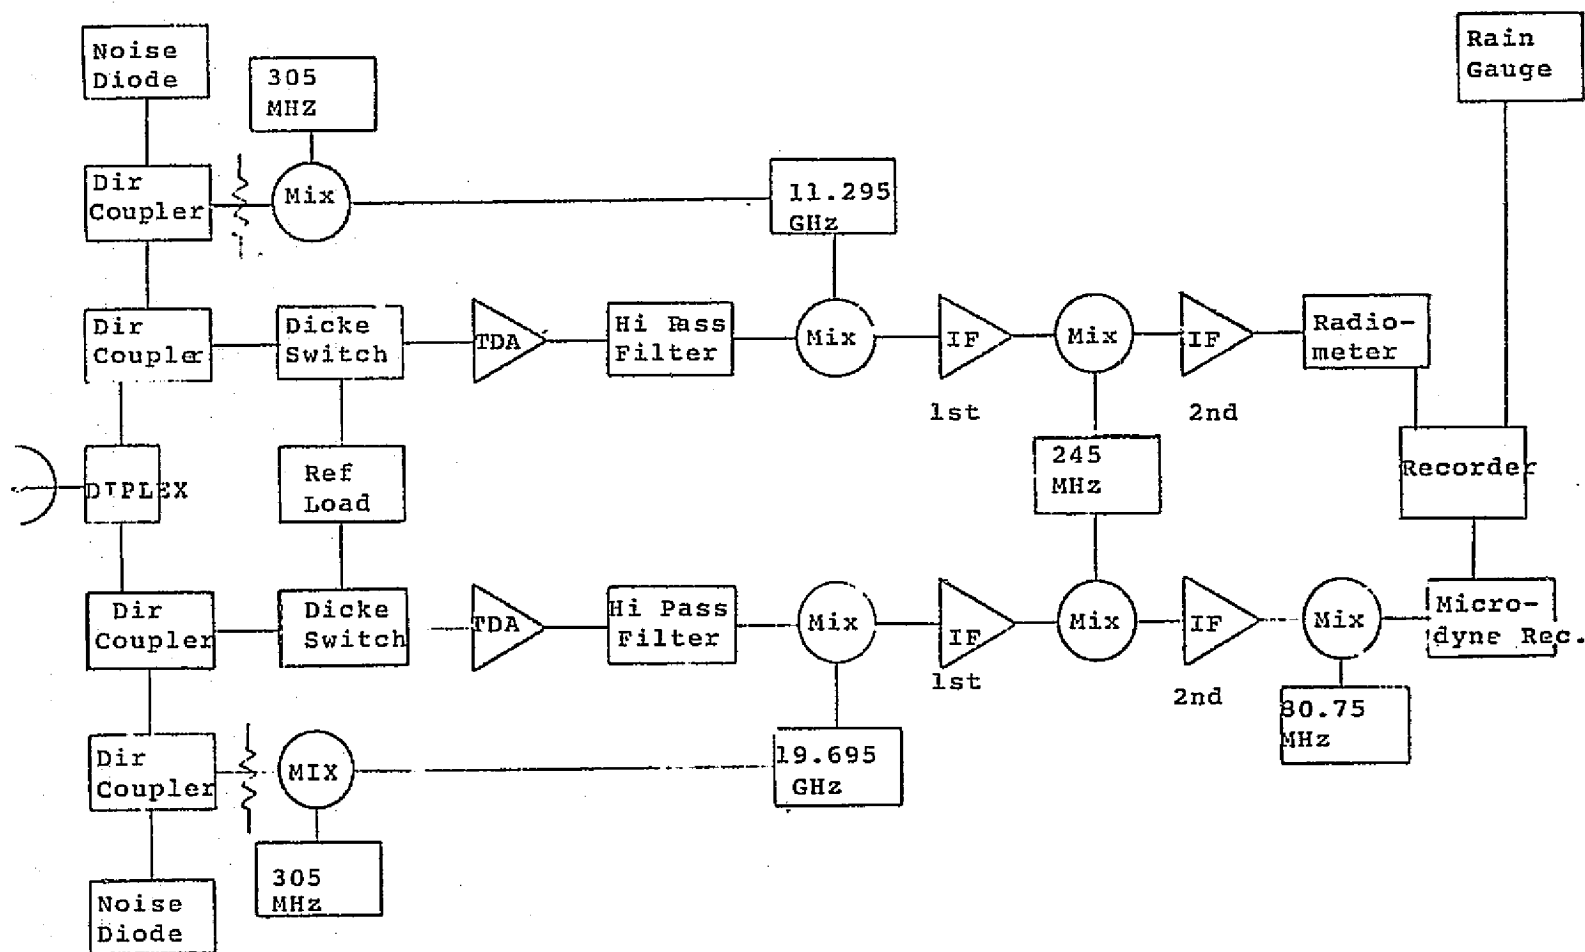 Noise
Diode
305
MHZ
Rain
Gauge
Dir
Coupler
Mix
11.295
GHz
Dir
Coupler
Dicke
Switch
TDA
Hi Pass
Filter
Mix
IF
1st
Mix
IF
2nd
Radio-
meter
DIPLEX
Ref
Load
245
MHz
Recorder
Dir
Coupler
Dicke
Switch
TDA
Hi Pass
Filter
Mix
IF
1st
Mix
IF
2nd
Mix
Micro-
dyne Rec.
80.75
MHz
Dir
Coupler
MIX
19.695
GHz
305
MHz
Noise
Diode